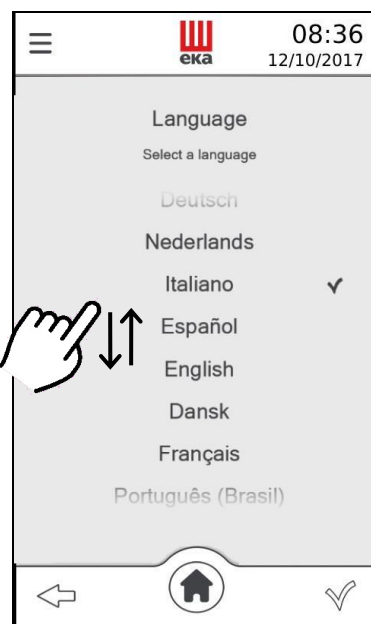 08:36
eka
12/10/2017
Language
Select a language
Deutsch
Nederlands
Italiano
Español
English
Dansk
Français
Português (Brasil)